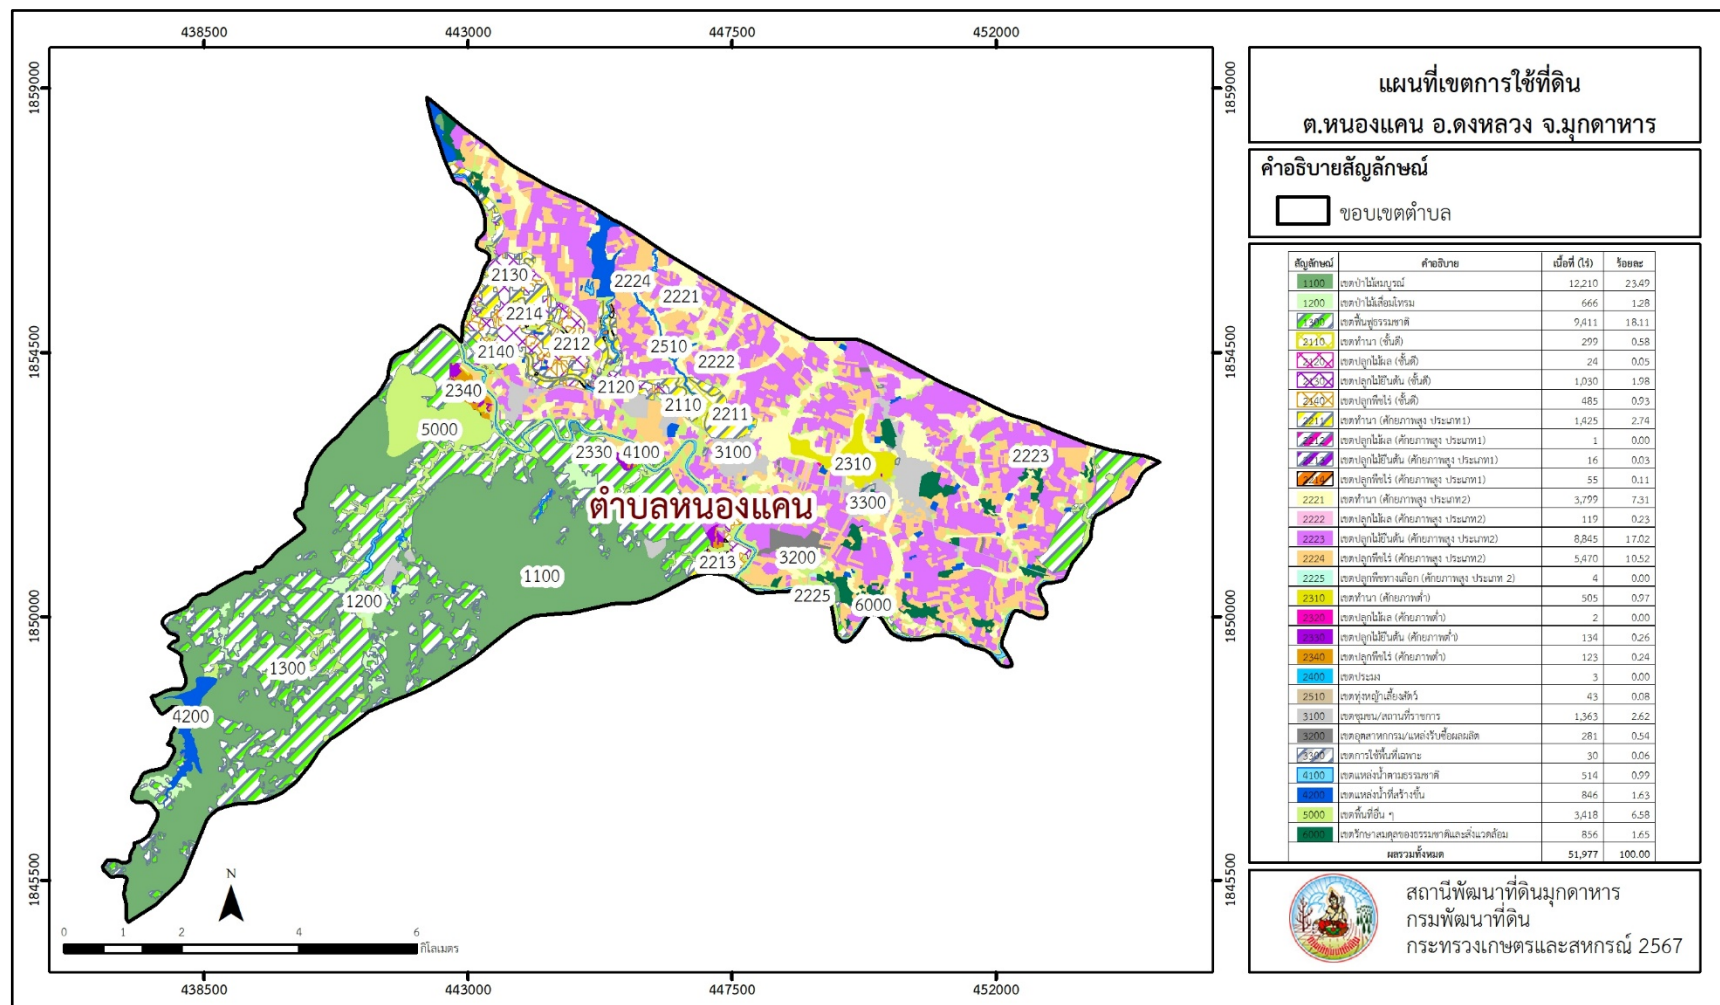 438500 443000 447500 452000
1859000 1859000
1854500 1854500
1850000 1850000
1845500 1845500
2130
2224
2221
2214
2212
2510
2140
2222
2120
2340
2110
2211
5000
2330 4100 3100
2310
2223
3300
ตำบลหนองแคน
3200
2213
1100
2225
6000
1200
1300
4200
N
0 1 2 4 6
กิโลเมตร
438500 443000 447500 452000
แผนที่เขตการใช้ที่ดิน
ต.หนองแคน อ.ดงหลวง จ.มุกดาหาร
คำอธิบายสัญลักษณ์
ขอบเขตตำบล
สัญลักษณ์ คำอธิบาย เนื้อที่ (ไร่) ร้อยละ
1100 เขตป่าไม้สมบูรณ์ 12,210 23.49
1200 เขตป่าไม้เสื่อมโทรม 666 1.28
1300 เขตฟื้นฟูธรรมชาติ 9,411 18.11
2110 เขตทำนา (ชั้นดี) 299 0.58
2120 เขตปลูกไม้ผล (ชั้นดี) 24 0.05
2130 เขตปลูกไม้ยืนต้น (ชั้นดี) 1,030 1.98
2140 เขตปลูกพืชไร่ (ชั้นดี) 485 0.93
2211 เขตทำนา (ศักยภาพสูง ประเภท1) 1,425 2.74
2212 เขตปลูกไม้ผล (ศักยภาพสูง ประเภท1) 1 0.00
2213 เขตปลูกไม้ยืนต้น (ศักยภาพสูง ประเภท1) 16 0.03
2214 เขตปลูกพืชไร่ (ศักยภาพสูง ประเภท1) 55 0.11
2221 เขตทำนา (ศักยภาพสูง ประเภท2) 3,799 7.31
2222 เขตปลูกไม้ผล (ศักยภาพสูง ประเภท2) 119 0.23
2223 เขตปลูกไม้ยืนต้น (ศักยภาพสูง ประเภท2) 8,845 17.02
2224 เขตปลูกพืชไร่ (ศักยภาพสูง ประเภท2) 5,470 10.52
2225 เขตปลูกพืชทางเลือก (ศักยภาพสูง ประเภท 2) 4 0.00
2310 เขตทำนา (ศักยภาพต่ำ) 505 0.97
2320 เขตปลูกไม้ผล (ศักยภาพต่ำ) 2 0.00
2330 เขตปลูกไม้ยืนต้น (ศักยภาพต่ำ) 134 0.26
2340 เขตปลูกพืชไร่ (ศักยภาพต่ำ) 123 0.24
2400 เขตประมง 3 0.00
2510 เขตทุ่งหญ้าเลี้ยงสัตว์ 43 0.08
3100 เขตชุมชน/สถานที่ราชการ 1,363 2.62
3200 เขตอุตสาหกรรม/แหล่งรับซื้อผลผลิต 281 0.54
3300 เขตการใช้พื้นที่เฉพาะ 30 0.06
4100 เขตแหล่งน้ำตามธรรมชาติ 514 0.99
4200 เขตแหล่งน้ำที่สร้างขึ้น 846 1.63
5000 เขตพื้นที่อื่น ๆ 3,418 6.58
6000 เขตรักษาสมดุลของธรรมชาติและสิ่งแวดล้อม 856 1.65
ผลรวมทั้งหมด 51,977 100.00
สถานีพัฒนาที่ดินมุกดาหาร
กรมพัฒนาที่ดิน
กระทรวงเกษตรและสหกรณ์ 2567